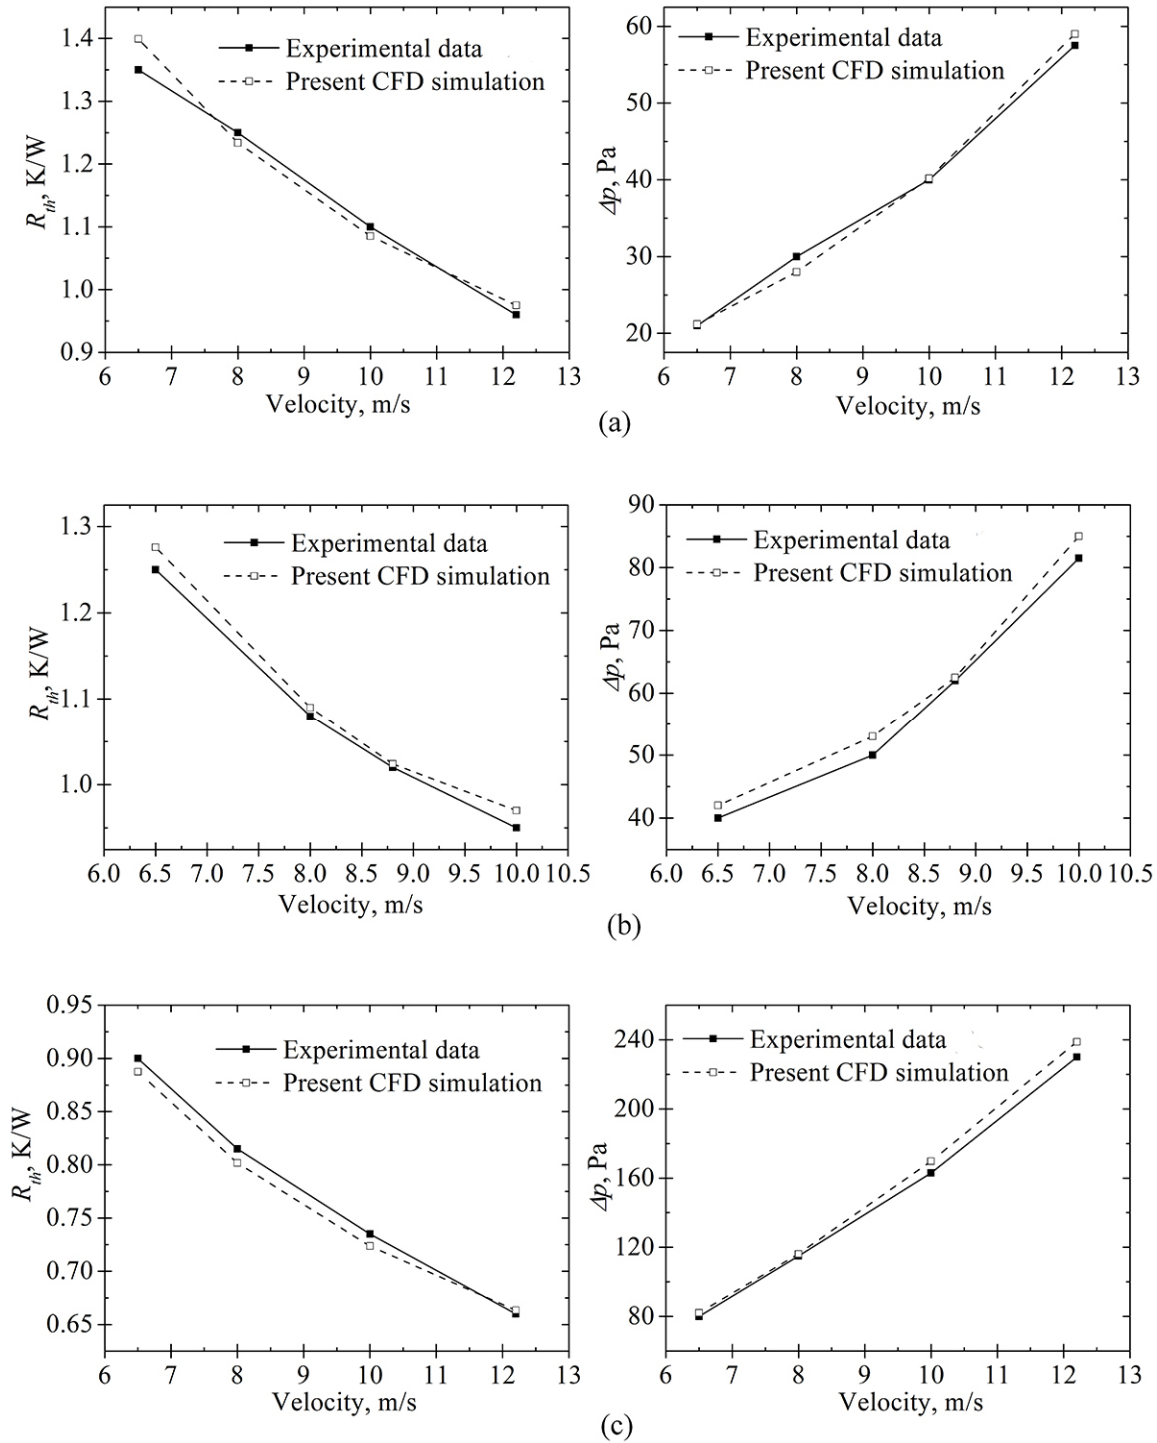 1.4
1.3
1.2
1.1
1.0
0.9
R_th, K/W
Experimental data
Present CFD simulation
6 7 8 9 10 11 12 13
Velocity, m/s
60
50
40
30
20
Δp, Pa
Experimental data
Present CFD simulation
6 7 8 9 10 11 12 13
Velocity, m/s
(a)
1.3
1.2
1.1
1.0
R_th, K/W
Experimental data
Present CFD simulation
6.0 6.5 7.0 7.5 8.0 8.5 9.0 9.5 10.0 10.5
Velocity, m/s
90
80
70
60
50
40
Δp, Pa
Experimental data
Present CFD simulation
6.0 6.5 7.0 7.5 8.0 8.5 9.0 9.5 10.0 10.5
Velocity, m/s
(b)
0.95
0.90
0.85
0.80
0.75
0.70
0.65
R_th, K/W
Experimental data
Present CFD simulation
6 7 8 9 10 11 12 13
Velocity, m/s
240
200
160
120
80
Δp, Pa
Experimental data
Present CFD simulation
6 7 8 9 10 11 12 13
Velocity, m/s
(c)